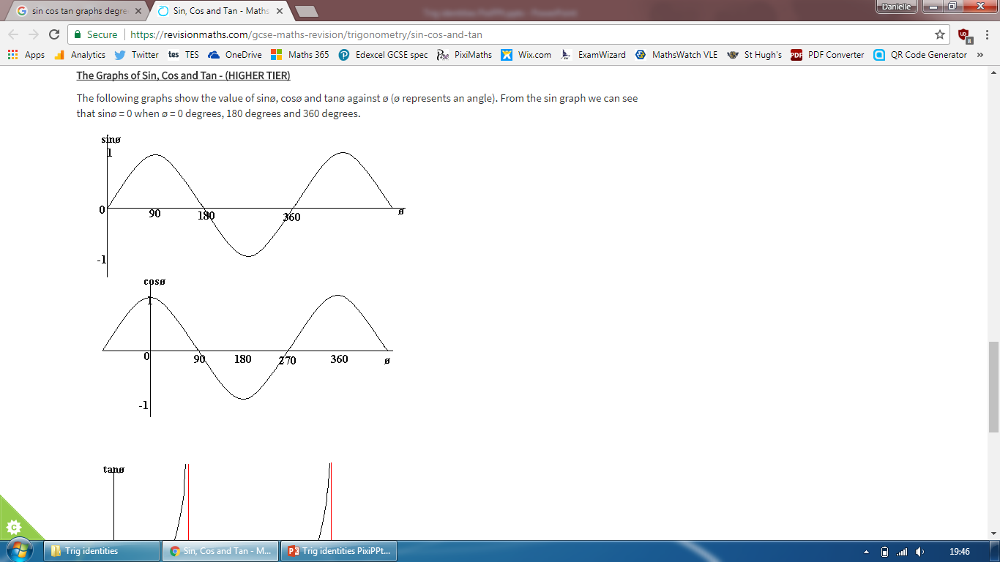 sin cos tan graphs degre
Sin, Cos and Tan - Maths
Danielle
Secure
https://revisionmaths.com/gcse-maths-revision/trigonometry/sin-cos-and-tan
8
Apps Analytics Twitter tes TES OneDrive Maths 365 Edexcel GCSE spec PixiMaths Wix.com ExamWizard MathsWatch VLE St Hugh's PDF PDF Converter QR Code Generator »
The Graphs of Sin, Cos and Tan - (HIGHER TIER)
The following graphs show the value of sinø, cosø and tanø against ø (ø represents an angle). From the sin graph we can see
that sinø = 0 when ø = 0 degrees, 180 degrees and 360 degrees.
sinø
1
0 90 180 360 ø
-1
cosø
1
0 90 180 270 360 ø
-1
tanø
Trig identities
Sin, Cos and Tan - M...
Trig identities PixiPPt...
19:46